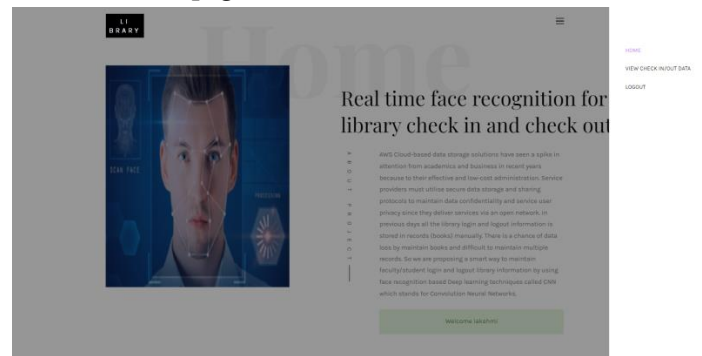 LI
BRARY
Home
HOME
VIEW CHECK IN/OUT DATA
LOGOUT
SCAN FACE
PROCESSING
Real time face recognition for
library check in and check out
ABOUT PROJECT
AWS Cloud-based data storage solutions have seen a spike in
attention from academics and business in recent years
because to their effective and low-cost administration. Service
providers must utilise secure data storage and sharing
protocols to maintain data confidentiality and service user
privacy since they deliver services via an open network. In
previous days all the library login and logout information is
stored in records (books) manually. There is a chance of data
loss by maintain books and difficult to maintain multiple
records. So we are proposing a smart way to maintain
faculty/student login and logout library information by using
face recognition based Deep learning techniques called CNN
which stands for Convolution Neural Networks.